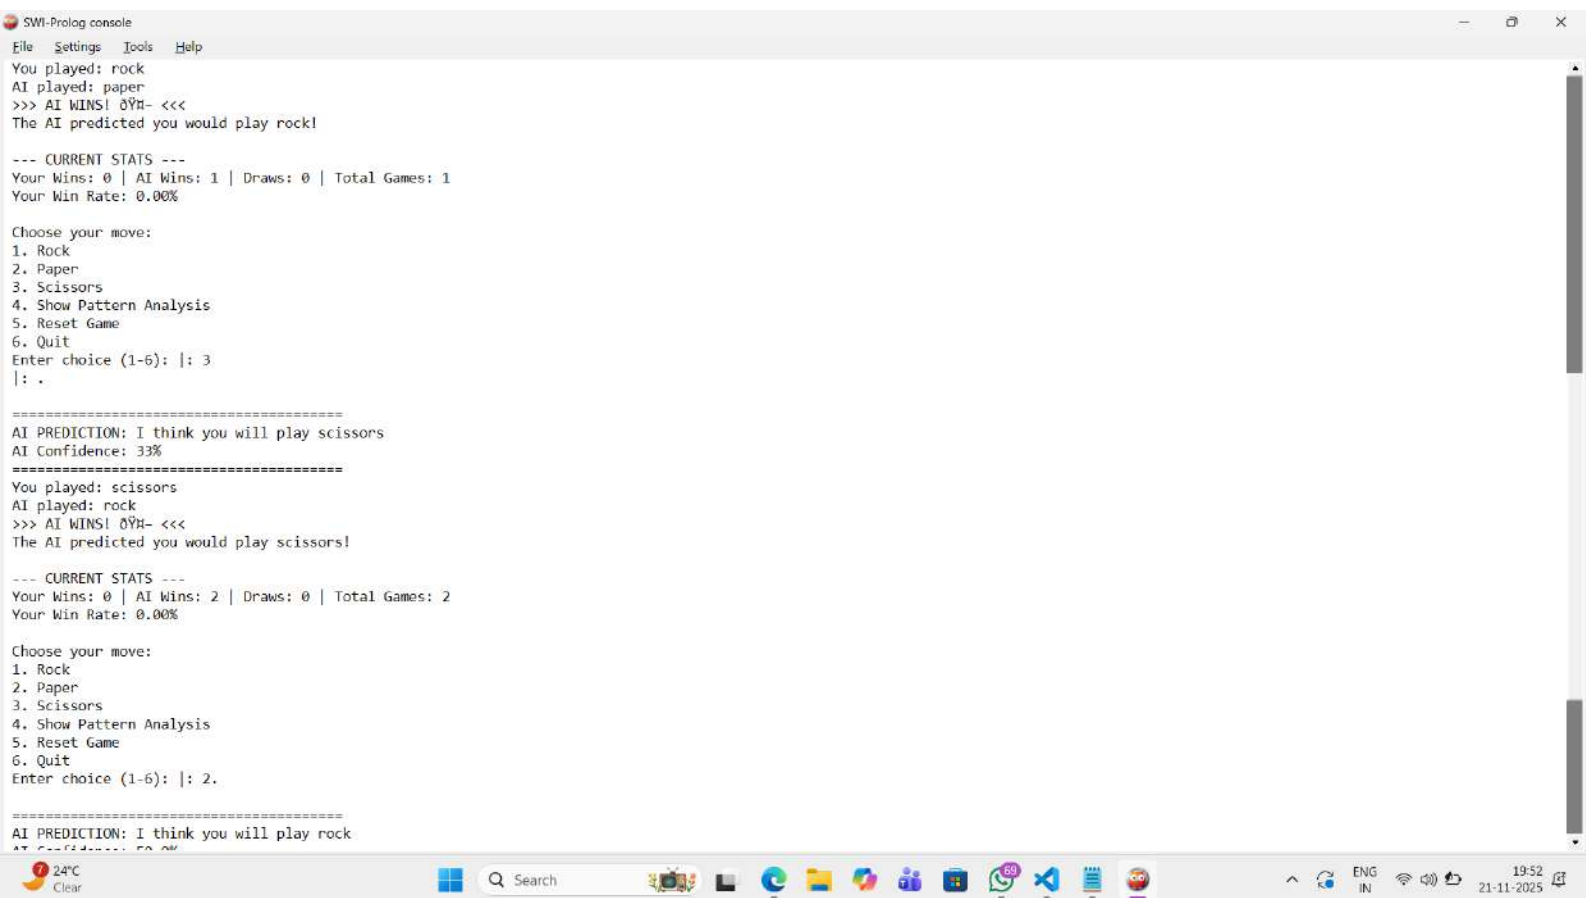 SWI-Prolog console
File Settings Tools Help
You played: rock
AI played: paper
>>> AI WINS! 🤖 <<<
The AI predicted you would play rock!
--- CURRENT STATS ---
Your Wins: 0 | AI Wins: 1 | Draws: 0 | Total Games: 1
Your Win Rate: 0.00%
Choose your move:
1. Rock
2. Paper
3. Scissors
4. Show Pattern Analysis
5. Reset Game
6. Quit
Enter choice (1-6): |: 3
|: .
========================================
AI PREDICTION: I think you will play scissors
AI Confidence: 33%
========================================
You played: scissors
AI played: rock
>>> AI WINS! 🤖 <<<
The AI predicted you would play scissors!
--- CURRENT STATS ---
Your Wins: 0 | AI Wins: 2 | Draws: 0 | Total Games: 2
Your Win Rate: 0.00%
Choose your move:
1. Rock
2. Paper
3. Scissors
4. Show Pattern Analysis
5. Reset Game
6. Quit
Enter choice (1-6): |: 2.
========================================
AI PREDICTION: I think you will play rock
AI Confidence: 50.0%
7 24°C
Clear
Search
69
ENG
IN
19:52
21-11-2025